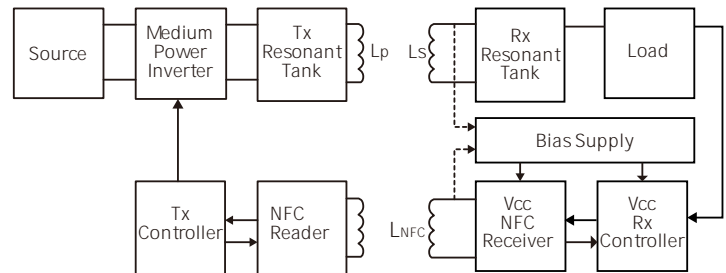 Source
Medium
Power
Inverter
Tx
Resonant
Tank
Lp
Ls
Rx
Resonant
Tank
Load
Bias Supply
Tx
Controller
NFC
Reader
LNFC
Vcc
NFC
Receiver
Vcc
Rx
Controller